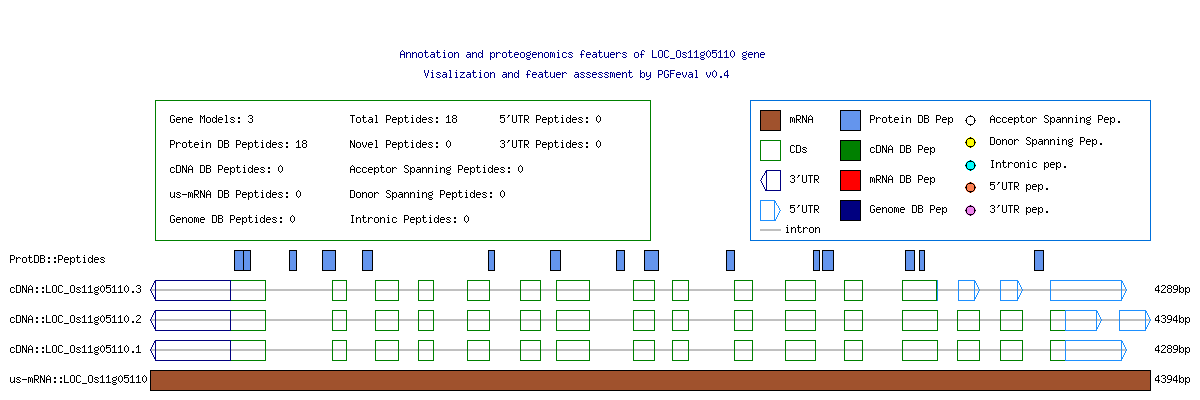 Annotation and proteogenomics featuers of LOC_Os11g05110 gene
Visalization and featuer assessment by PGFeval v0.4
Gene Models: 3 Total Peptides: 18 5'UTR Peptides: 0
Protein DB Peptides: 18 Novel Peptides: 0 3'UTR Peptides: 0
cDNA DB Peptides: 0 Acceptor Spanning Peptides: 0
us-mRNA DB Peptides: 0 Donor Spanning Peptides: 0
Genome DB Peptides: 0 Intronic Peptides: 0
mRNA Protein DB Pep Acceptor Spanning Pep.
CDs cDNA DB Pep Donor Spanning Pep.
3'UTR mRNA DB Pep Intronic pep.
5'UTR Genome DB Pep 5'UTR pep.
intron 3'UTR pep.
ProtDB::Peptides
cDNA::LOC_Os11g05110.3 4289bp
cDNA::LOC_Os11g05110.2 4394bp
cDNA::LOC_Os11g05110.1 4289bp
us-mRNA::LOC_Os11g05110 4394bp